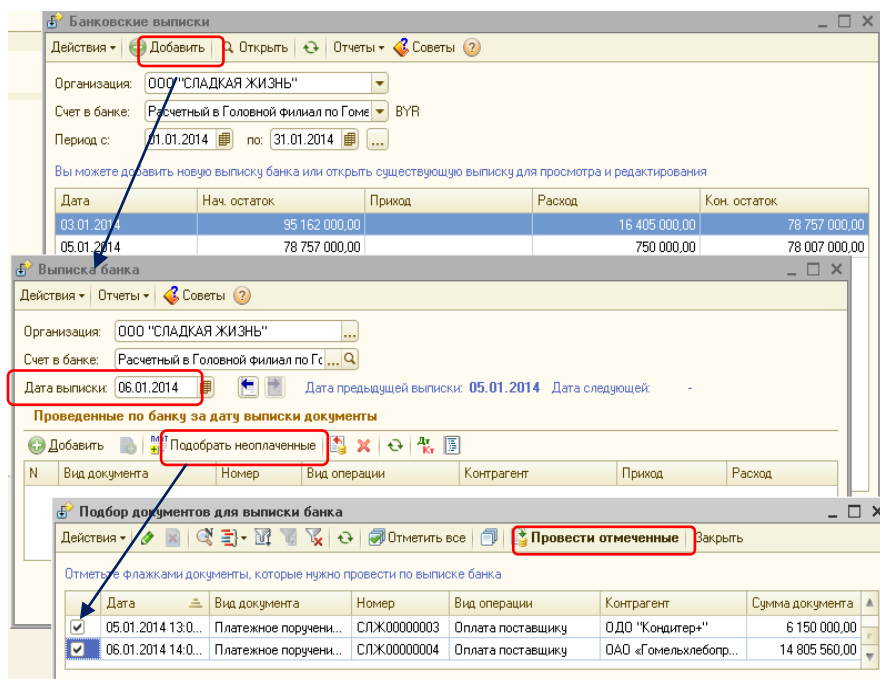 Банковские выписки
Действия Добавить Открыть Отчеты Советы
Организация: ООО "СЛАДКАЯ ЖИЗНЬ"
Счет в банке: Расчетный в Головной филиал по Гоме BYR
Период с: 01.01.2014 по: 31.01.2014 ...
Вы можете добавить новую выписку банка или открыть существующую выписку для просмотра и редактирования
Дата Нач. остаток Приход Расход Кон. остаток
03.01.2014 95 162 000,00 16 405 000,00 78 757 000,00
05.01.2014 78 757 000,00 750 000,00 78 007 000,00
Выписка банка
Действия Отчеты Советы
Организация: ООО "СЛАДКАЯ ЖИЗНЬ" ...
Счет в банке: Расчетный в Головной филиал по Гс ...
Дата выписки: 06.01.2014 Дата предыдущей выписки: 05.01.2014 Дата следующей: -
Проведенные по банку за дату выписки документы
Добавить Подобрать неоплаченные Дт Кт
N Вид документа Номер Вид операции Контрагент Приход Расход
Подбор документов для выписки банка
Действия Отметить все Провести отмеченные Закрыть
Отметьте флажками документы, которые нужно провести по выписке банка
Дата Вид документа Номер Вид операции Контрагент Сумма документа
05.01.2014 13:0... Платежное поручени... СЛЖ00000003 Оплата поставщику ОДО "Кондитер+" 6 150 000,00
06.01.2014 14:0... Платежное поручени... СЛЖ00000004 Оплата поставщику ОАО «Гомельхлебопр... 14 805 560,00